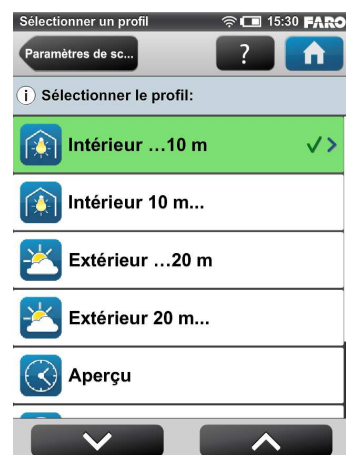 Sélectionner un profil 15:30 FARO
Paramètres de sc... ?
i Sélectionner le profil:
Intérieur ...10 m
Intérieur 10 m...
Extérieur ...20 m
Extérieur 20 m...
Aperçu